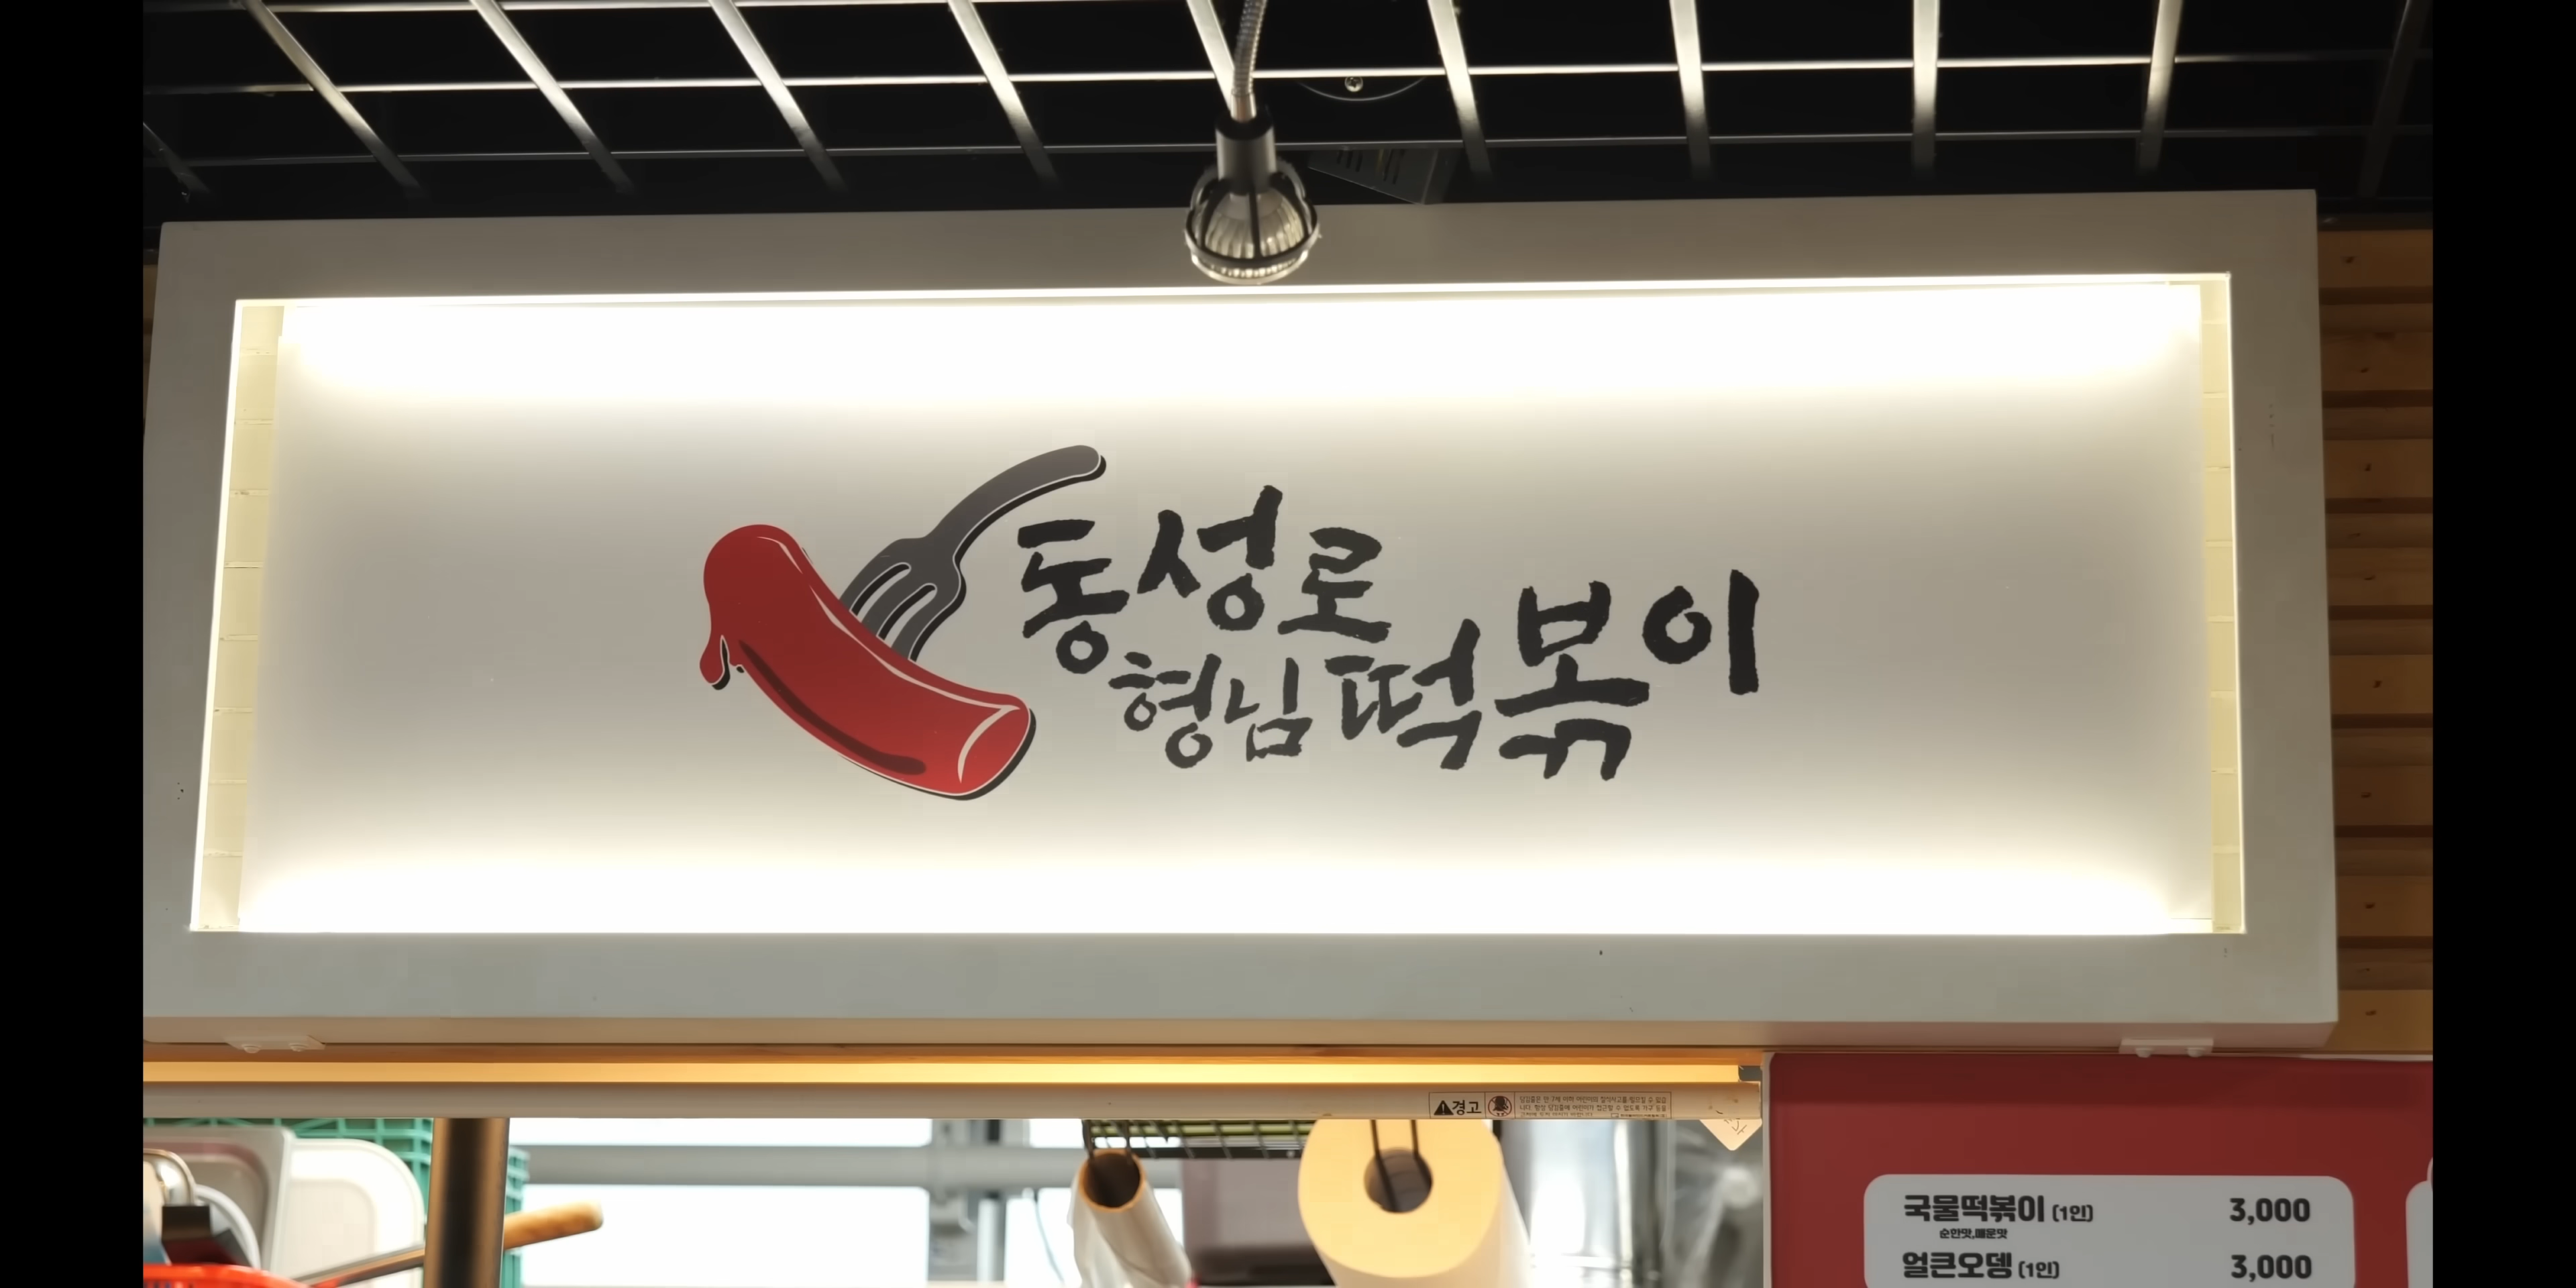 동성로
형님떡볶이
경고
국물떡볶이 (1인) 3,000
순한맛,매운맛
얼큰오뎅 (1인) 3,000